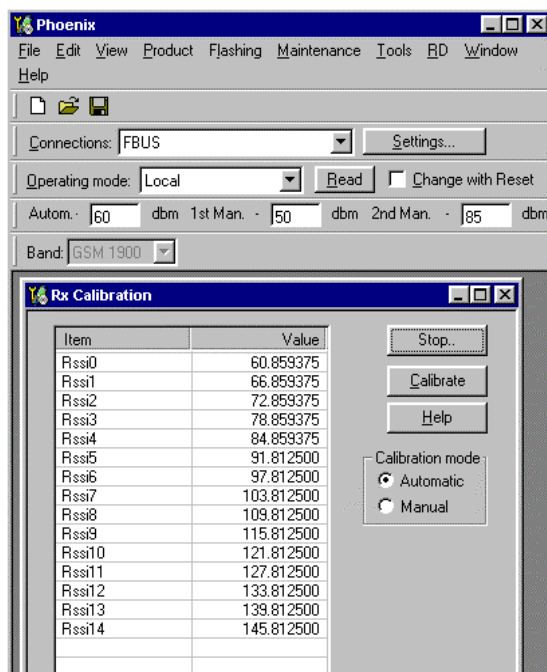 Phoenix
File Edit View Product Flashing Maintenance Tools RD Window
Help
Connections: FBUS Settings...
Operating mode: Local Read Change with Reset
Autom. - 60 dbm 1st Man. - 50 dbm 2nd Man. - 85 dbm
Band: GSM 1900
Rx Calibration
Item Value Stop..
Rssi0 60.859375
Rssi1 66.859375 Calibrate
Rssi2 72.859375
Rssi3 78.859375 Help
Rssi4 84.859375
Rssi5 91.812500 Calibration mode
Rssi6 97.812500 Automatic
Rssi7 103.812500 Manual
Rssi8 109.812500
Rssi9 115.812500
Rssi10 121.812500
Rssi11 127.812500
Rssi12 133.812500
Rssi13 139.812500
Rssi14 145.812500